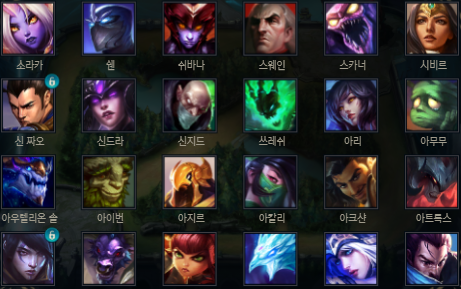 소라카 쉔 쉬바나 스웨인 스카너 시비르
신 짜오 신드라 신지드 쓰레쉬 아리 아무무
아우렐리온 솔 아이번 아지르 아칼리 아크샨 아트록스